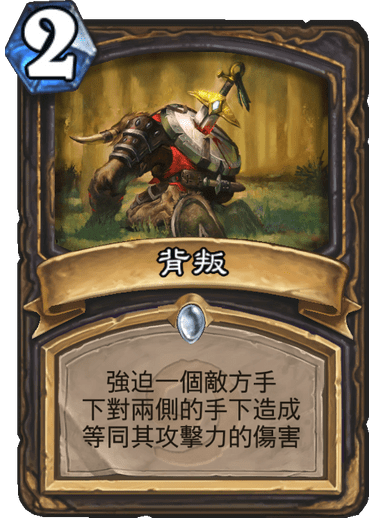 2
背叛
強迫一個敵方手
下對兩側的手下造成
等同其攻擊力的傷害